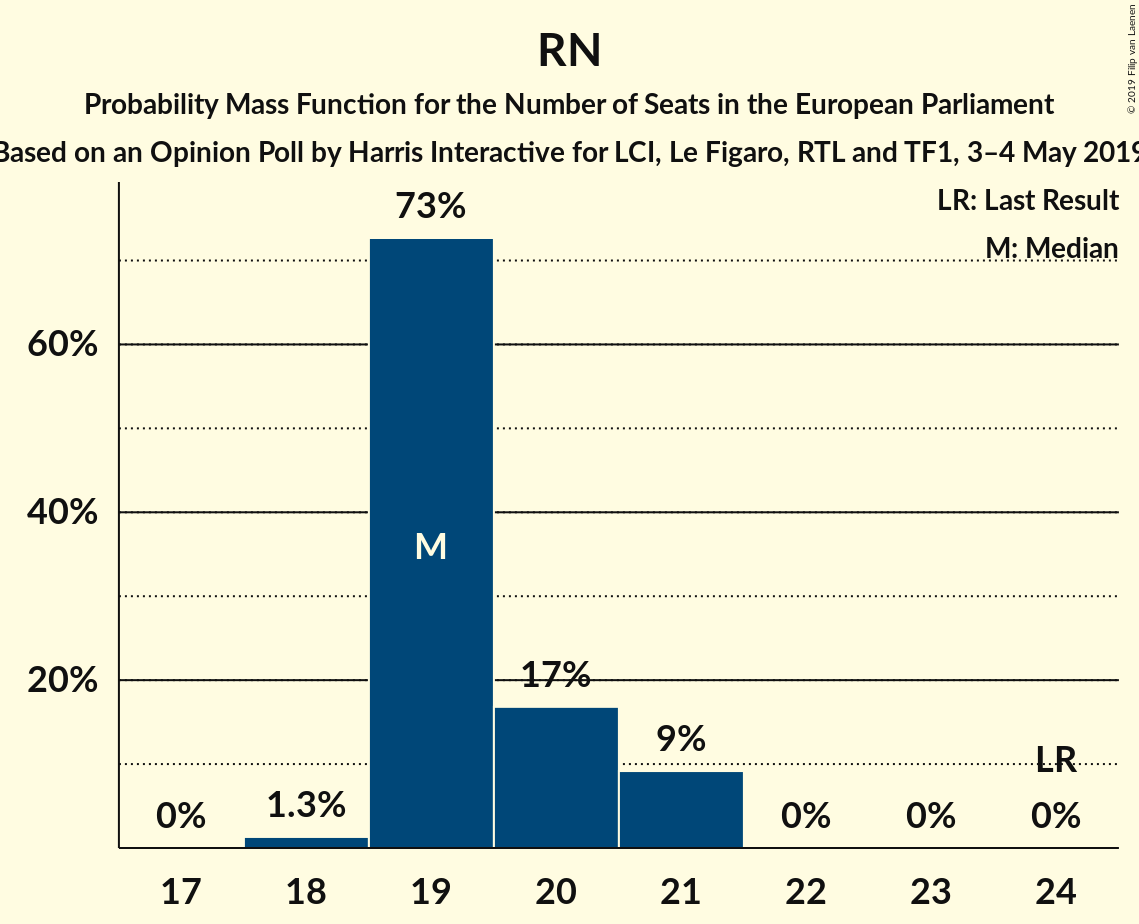 RN
Probability Mass Function for the Number of Seats in the European Parliament
Based on an Opinion Poll by Harris Interactive for LCI, Le Figaro, RTL and TF1, 3–4 May 2019
© 2019 Filip van Laenen
LR: Last Result
M: Median
73%
60%
40%
M
20%
17%
9%
LR
0%
1.3%
0%
0%
0%
17
18
19
20
21
22
23
24